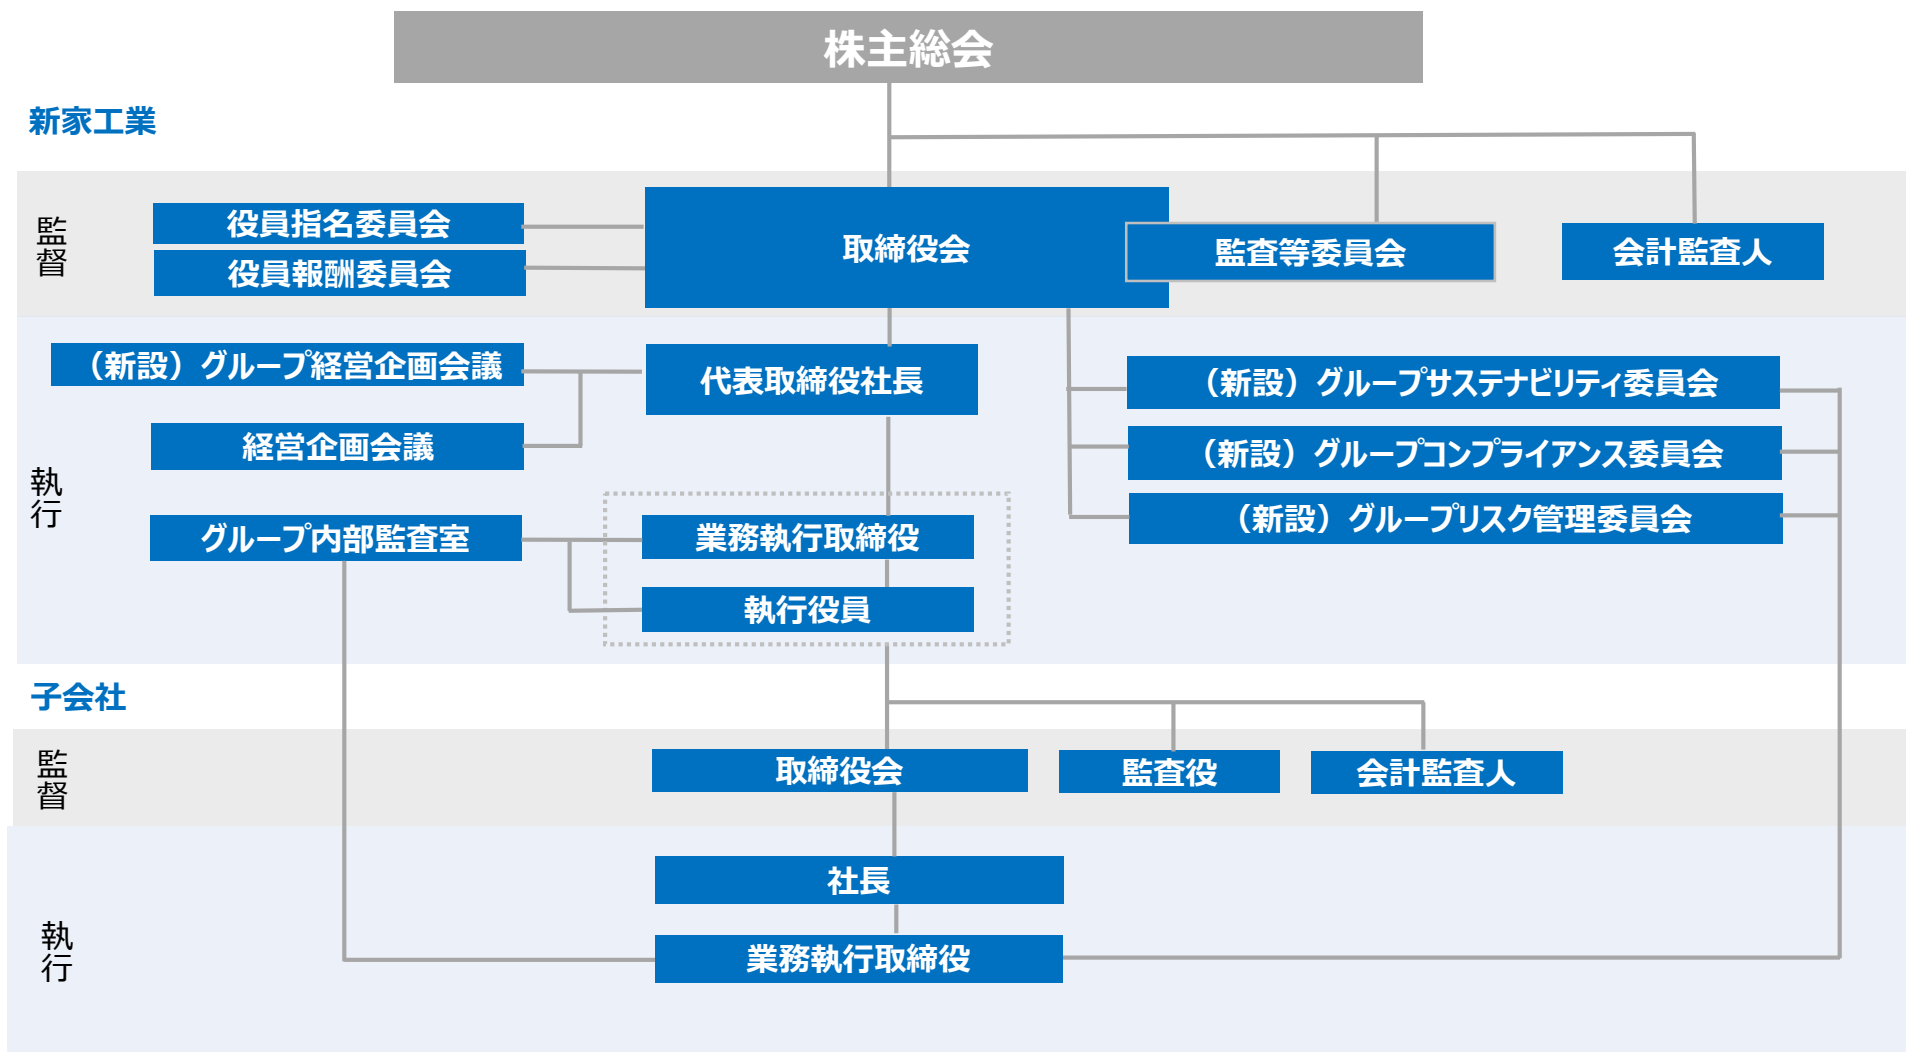 株主総会
新家工業
監督
役員指名委員会
役員報酬委員会
取締役会
監査等委員会
会計監査人
執行
（新設）グループ経営企画会議
経営企画会議
代表取締役社長
（新設）グループサステナビリティ委員会
（新設）グループコンプライアンス委員会
（新設）グループリスク管理委員会
グループ内部監査室
業務執行取締役
執行役員
子会社
監督
取締役会
監査役
会計監査人
執行
社長
業務執行取締役